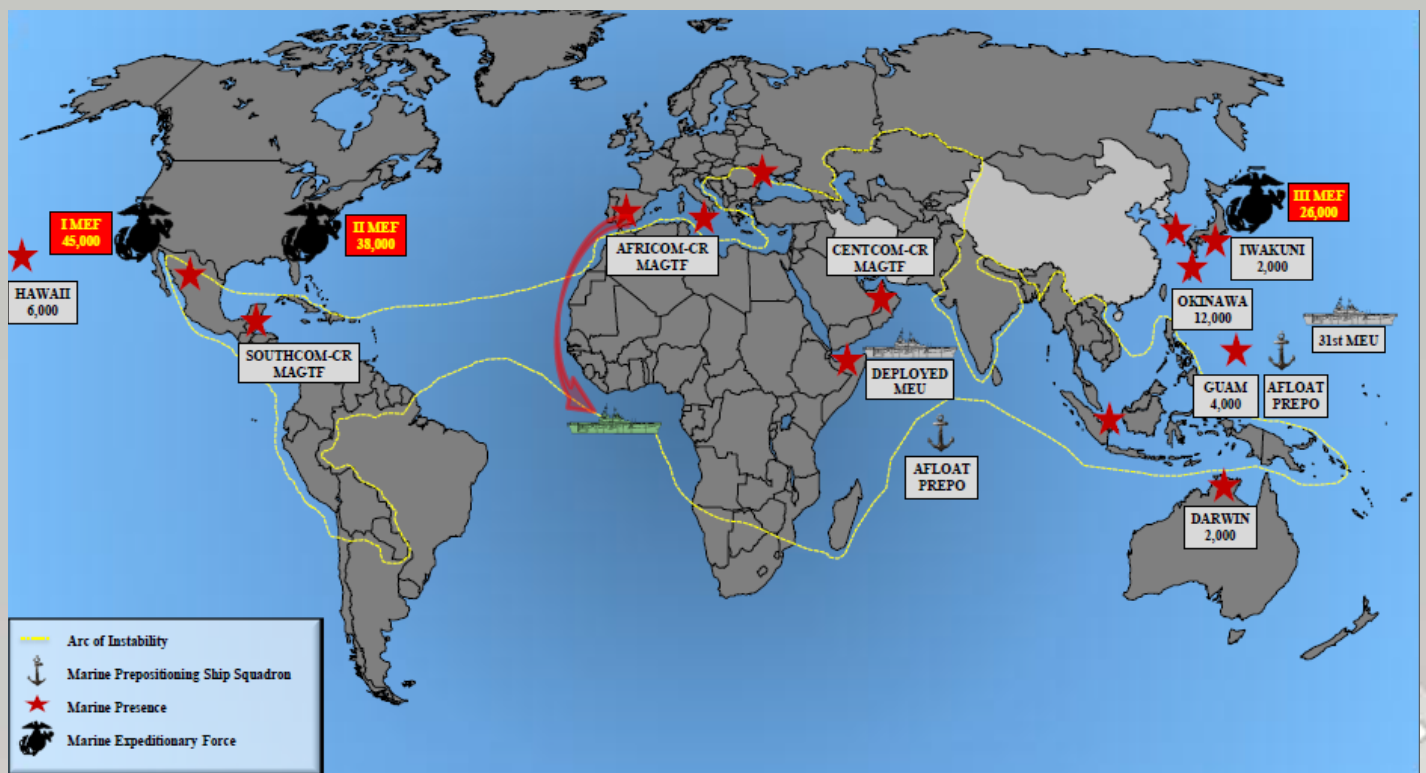 I MEF
45,000
II MEF
38,000
III MEF
26,000
HAWAII
6,000
AFRICOM-CR
MAGTF
CENTCOM-CR
MAGTF
IWAKUNI
2,000
OKINAWA
12,000
31st MEU
SOUTHCOM-CR
MAGTF
DEPLOYED
MEU
GUAM
4,000
AFLOAT
PREPO
AFLOAT
PREPO
DARWIN
2,000
Arc of Instability
Marine Prepositioning Ship Squadron
Marine Presence
Marine Expeditionary Force